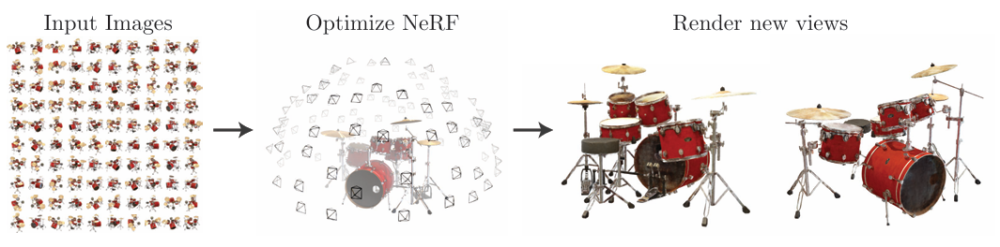 Input Images
Optimize NeRF
Render new views